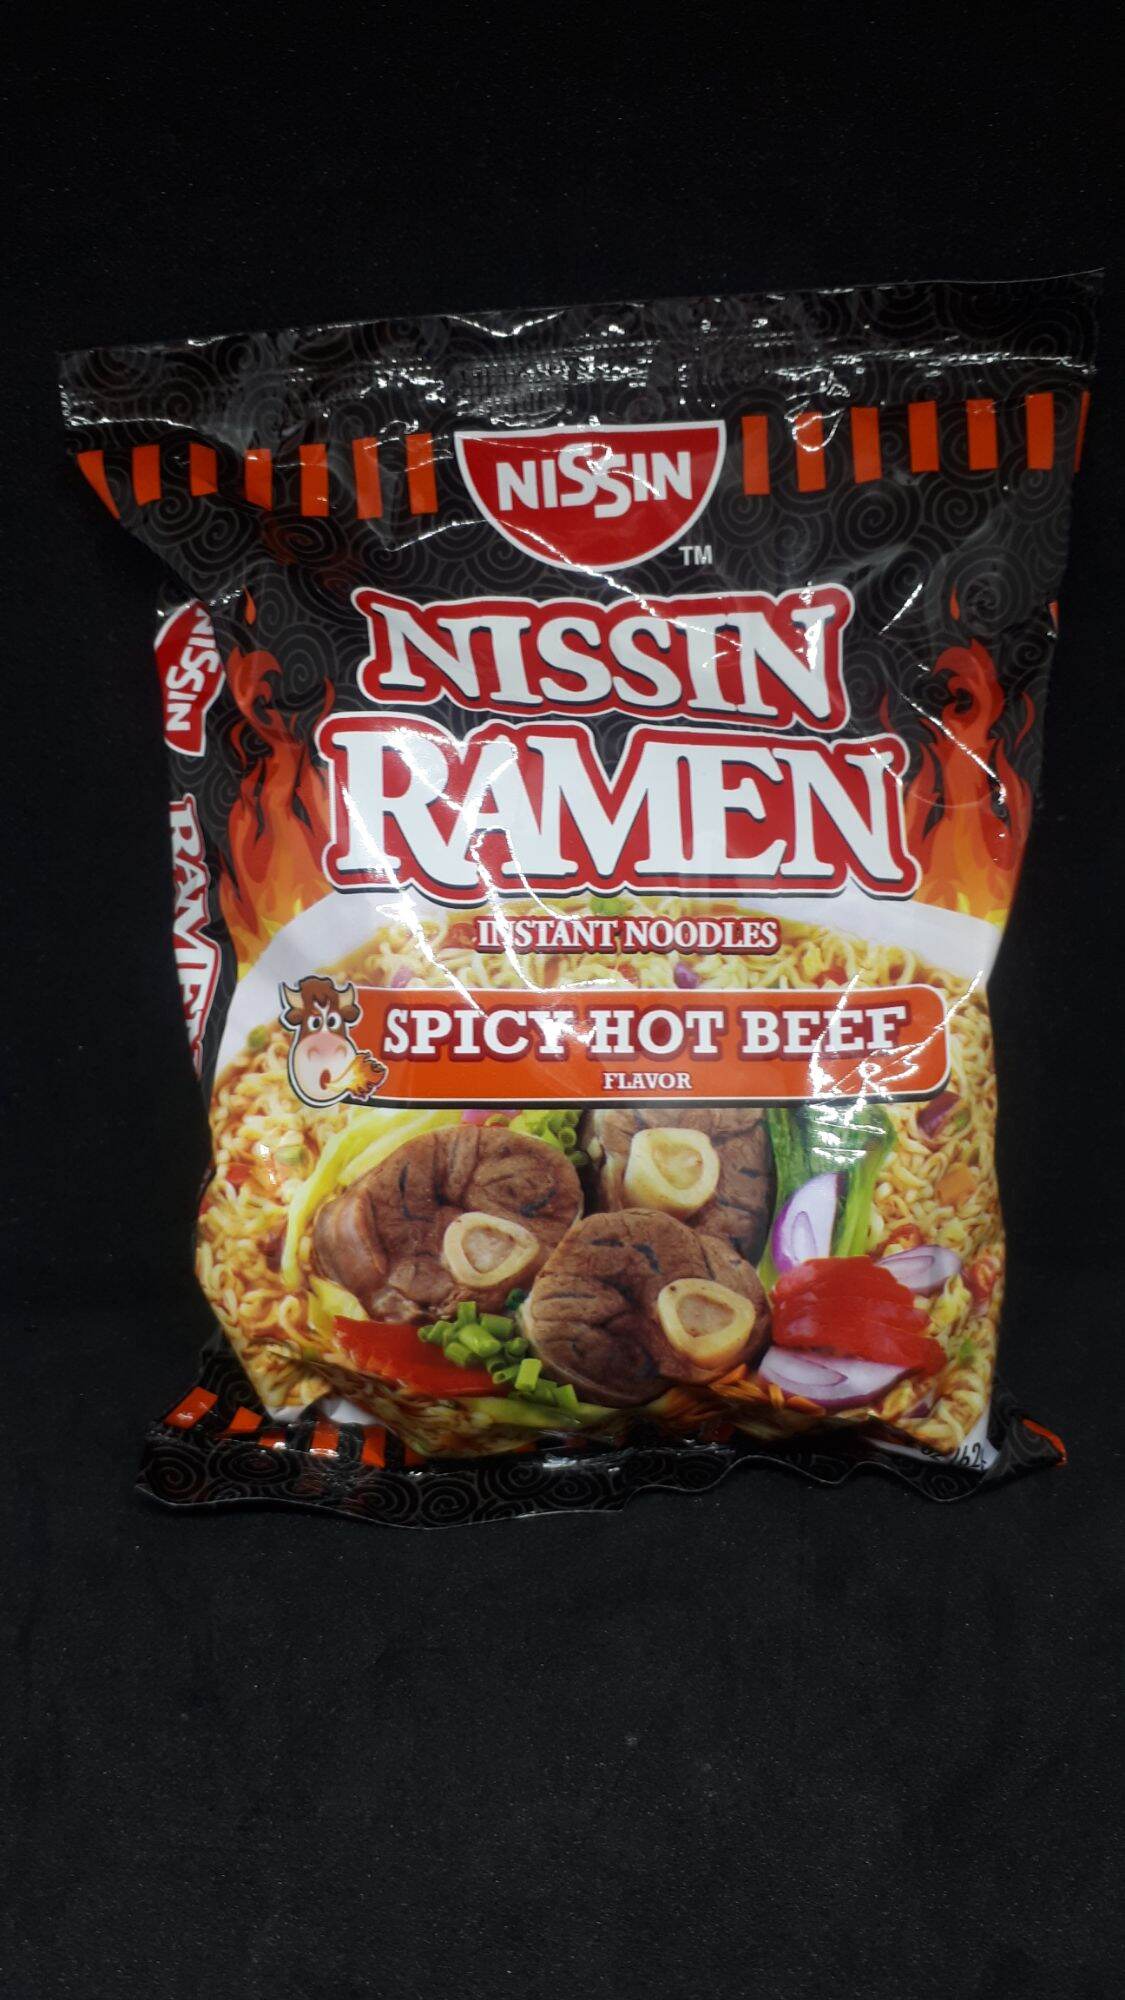 NISSIN
TM
NISSIN
RAMEN
INSTANT NOODLES
SPICY HOT BEEF
FLAVOR
NISSIN
RAMEN